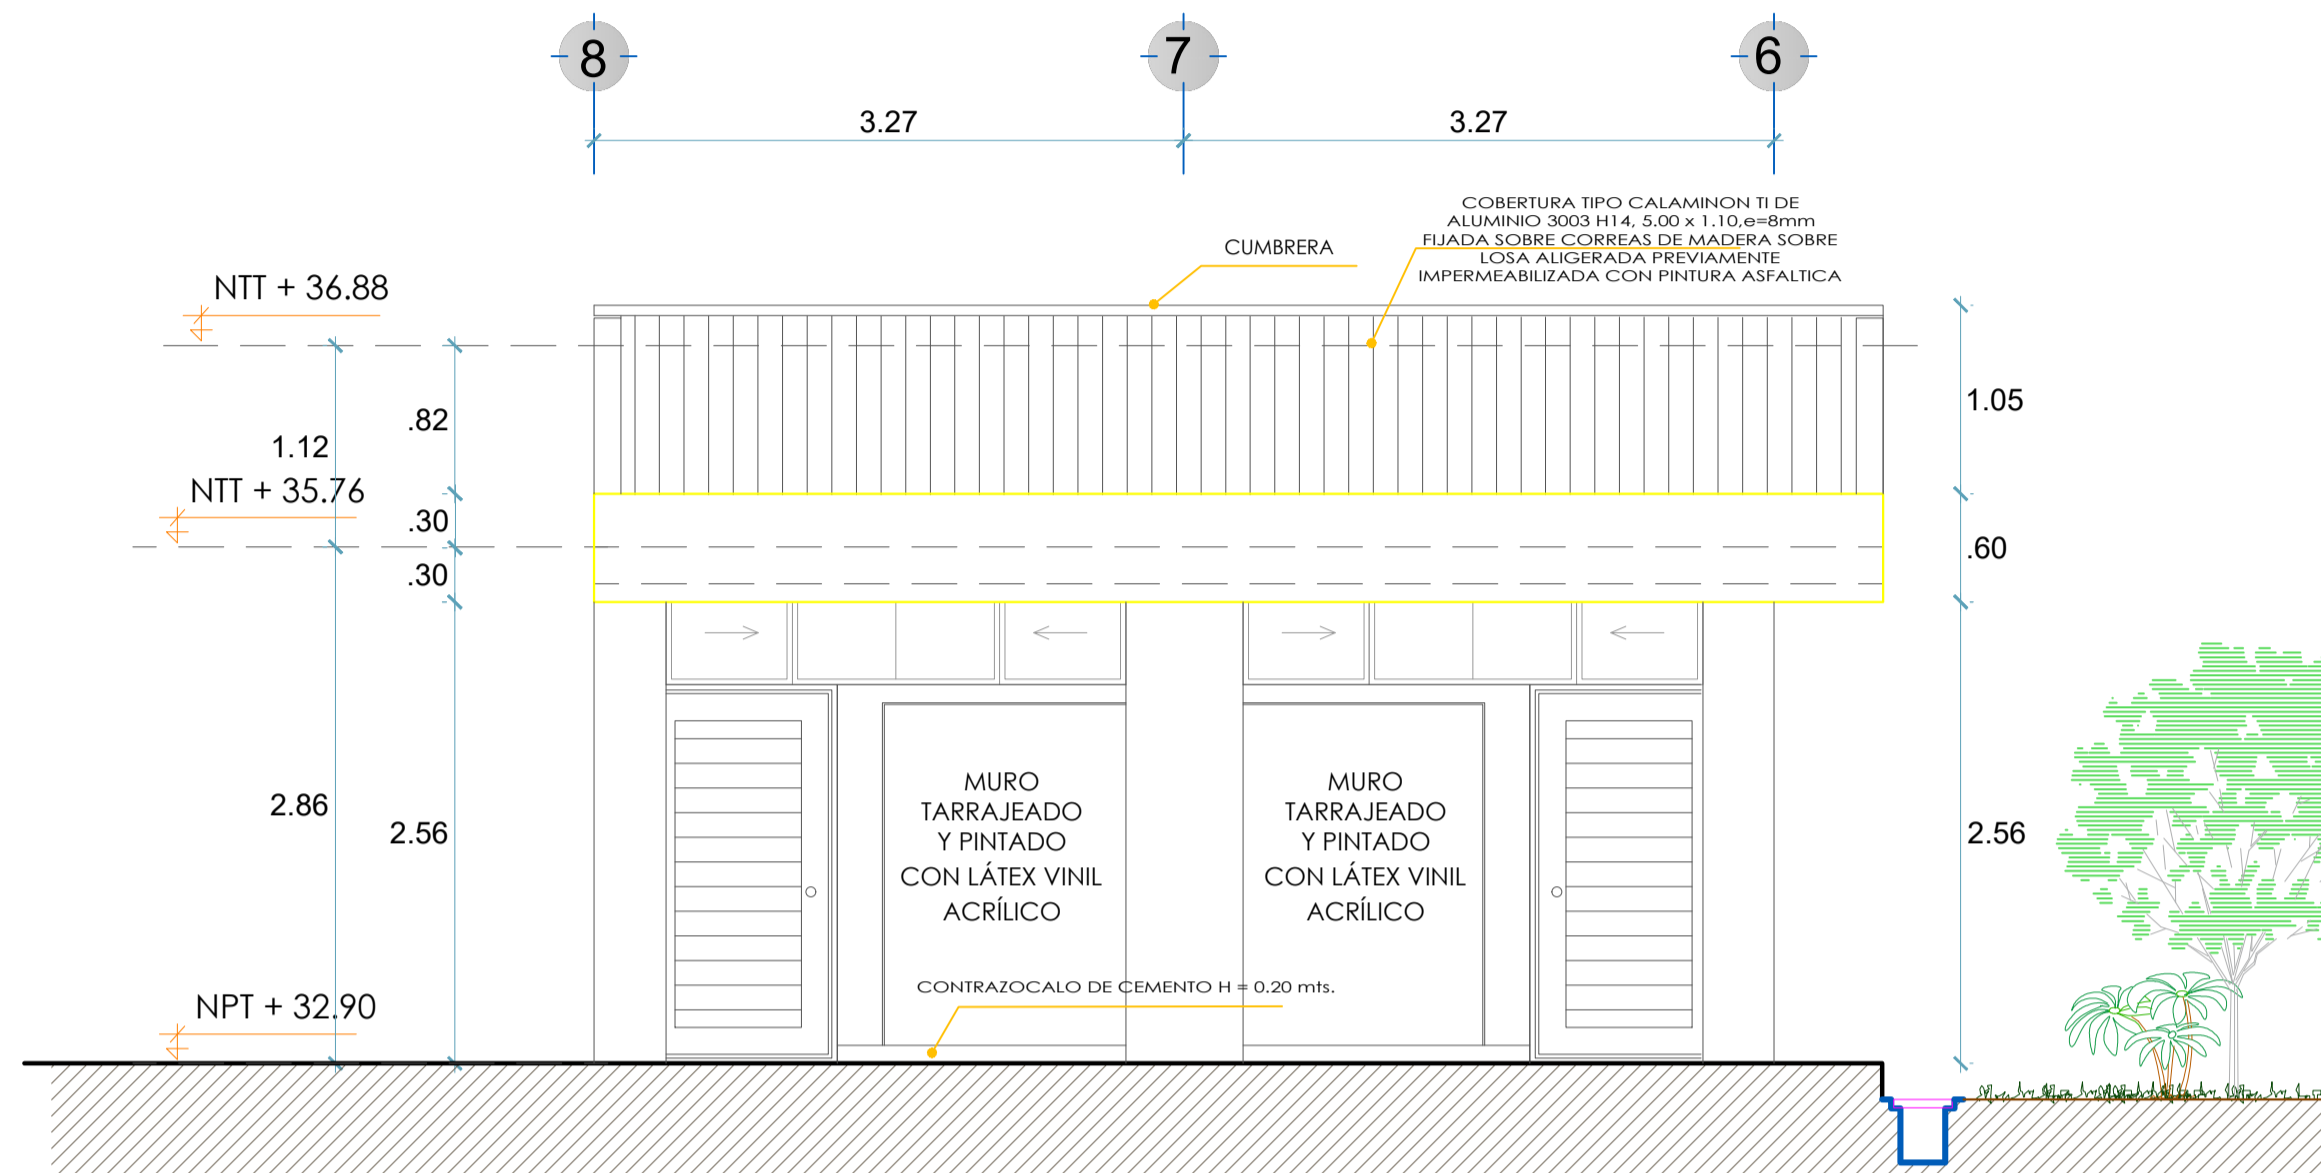 8
7
6
3.27
3.27
COBERTURA TIPO CALAMINON TI DE
ALUMINIO 3003 H14, 5.00 x 1.10,e=8mm
FIJADA SOBRE CORREAS DE MADERA SOBRE
LOSA ALIGERADA PREVIAMENTE
IMPERMEABILIZADA CON PINTURA ASFALTICA
CUMBRERA
NTT + 36.88
1.05
.82
1.12
NTT + 35.76
.30
.60
.30
MURO
TARRAJEADO
Y PINTADO
CON LÁTEX VINIL
ACRÍLICO
MURO
TARRAJEADO
Y PINTADO
CON LÁTEX VINIL
ACRÍLICO
2.86
2.56
2.56
CONTRAZOCALO DE CEMENTO H = 0.20 mts.
NPT + 32.90